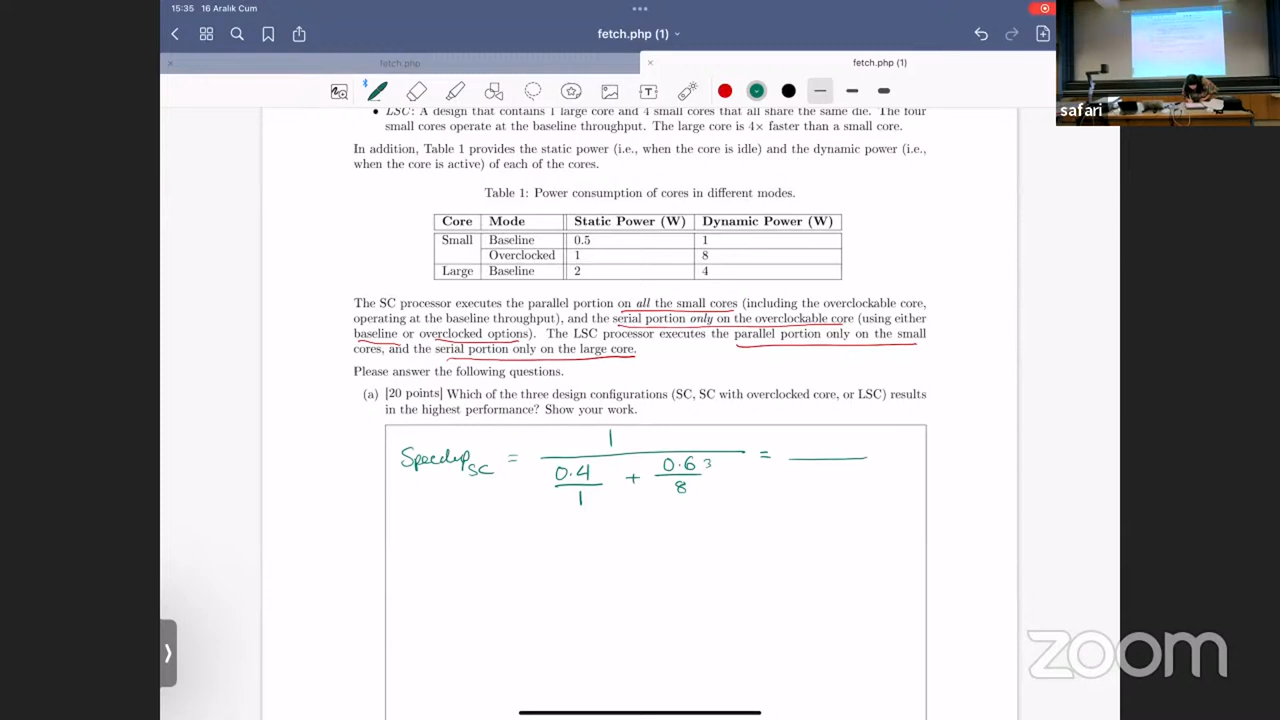 15:35 16 Aralık Cum
fetch.php (1)
fetch.php
fetch.php (1)
safari
• LSC: A design that contains 1 large core and 4 small cores that all share the same die. The four
small cores operate at the baseline throughput. The large core is 4× faster than a small core.
In addition, Table 1 provides the static power (i.e., when the core is idle) and the dynamic power (i.e.,
when the core is active) of each of the cores.
Table 1: Power consumption of cores in different modes.
Core Mode Static Power (W) Dynamic Power (W)
Small Baseline 0.5 1
Overclocked 1 8
Large Baseline 2 4
The SC processor executes the parallel portion on all the small cores (including the overclockable core,
operating at the baseline throughput), and the serial portion only on the overclockable core (using either
baseline or overclocked options). The LSC processor executes the parallel portion only on the small
cores, and the serial portion only on the large core.
Please answer the following questions.
(a) [20 points] Which of the three design configurations (SC, SC with overclocked core, or LSC) results
in the highest performance? Show your work.
1
Speedup SC = 0.4 + 0.6 3 =
1 8
zoom